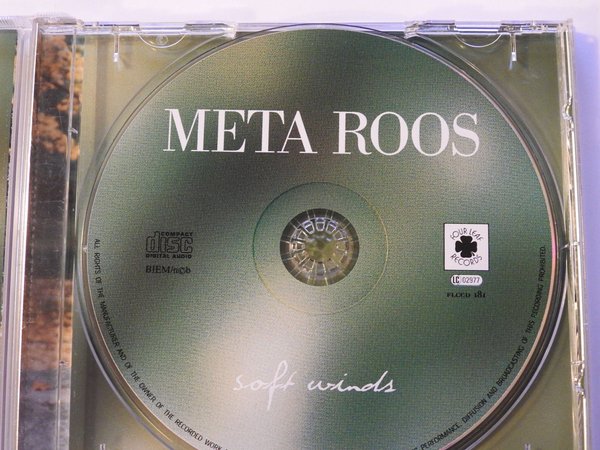 META ROOS
COMPACT
disc
DIGITAL AUDIO
BIEM/n©b
FOUR LEAF
RECORDS
LC 02977
FLCCD 181
soft winds
ALL RIGHTS OF THE MANUFACTURER AND OF THE OWNER OF THE RECORDED WORK
PERFORMANCE, DIFFUSION AND BROADCASTING OF THIS RECORDING PROHIBITED.